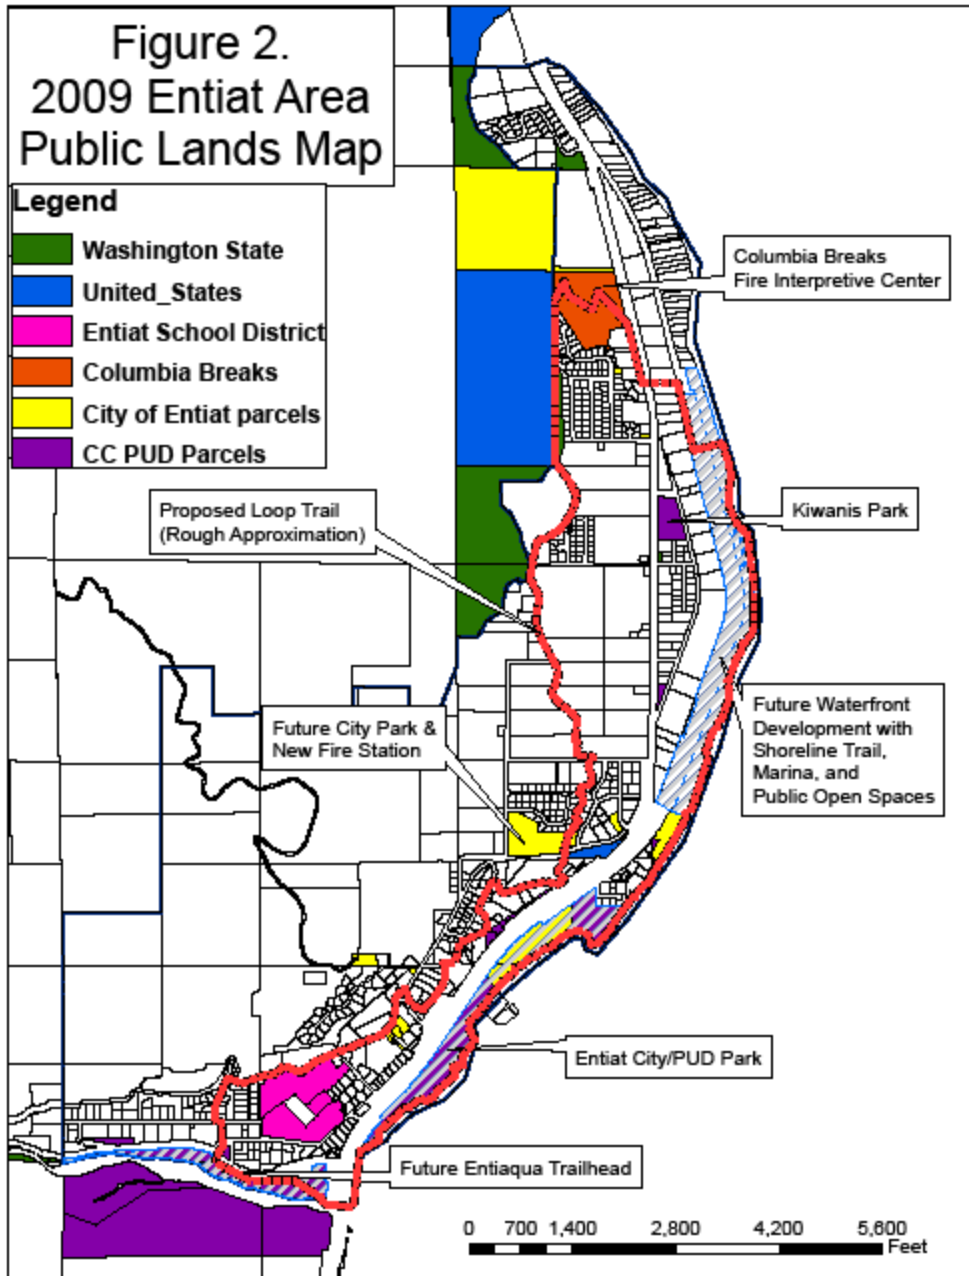 Figure 2.
2009 Entiat Area
Public Lands Map
Legend
Washington State
United_States
Entiat School District
Columbia Breaks
City of Entiat parcels
CC PUD Parcels
Columbia Breaks
Fire Interpretive Center
Proposed Loop Trail
(Rough Approximation)
Kiwanis Park
Future City Park &
New Fire Station
Future Waterfront
Development with
Shoreline Trail,
Marina, and
Public Open Spaces
Entiat City/PUD Park
Future Entiaqua Trailhead
0 700 1,400 2,800 4,200 5,600
Feet